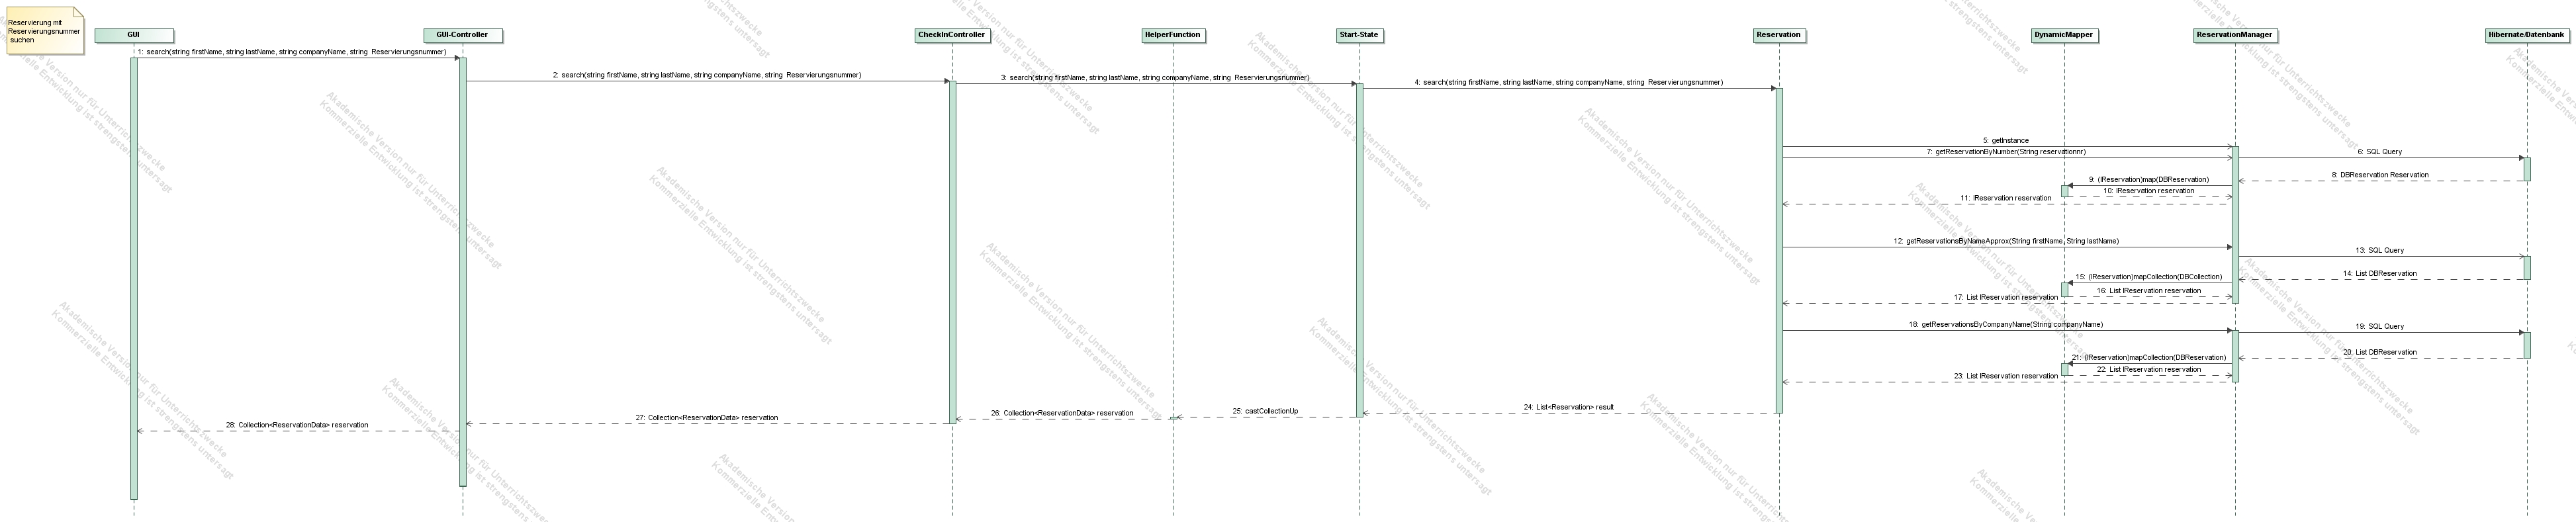 Reservierung mit
Reservierungsnummer
suchen
GUI
GUI-Controller
CheckInController
HelperFunction
Start-State
Reservation
DynamicMapper
ReservationManager
Hibernate/Datenbank
1: search(string firstName, string lastName, string companyName, string Reservierungsnummer)
2: search(string firstName, string lastName, string companyName, string Reservierungsnummer)
3: search(string firstName, string lastName, string companyName, string Reservierungsnummer)
4: search(string firstName, string lastName, string companyName, string Reservierungsnummer)
5: getInstance
7: getReservationByNumber(String reservationnr)
6: SQL Query
8: DBReservation Reservation
9: (IReservation)map(DBReservation)
10: IReservation reservation
11: IReservation reservation
12: getReservationsByNameApprox(String firstName, String lastName)
13: SQL Query
14: List DBReservation
15: (IReservation)mapCollection(DBCollection)
16: List IReservation reservation
17: List IReservation reservation
18: getReservationsByCompanyName(String companyName)
19: SQL Query
20: List DBReservation
21: (IReservation)mapCollection(DBReservation)
22: List IReservation reservation
23: List IReservation reservation
24: List<Reservation> result
25: castCollectionUp
26: Collection<ReservationData> reservation
27: Collection<ReservationData> reservation
28: Collection<ReservationData> reservation
Akademische Version nur für Unterrichtszwecke
Kommerzielle Entwicklung ist strengstens untersagt